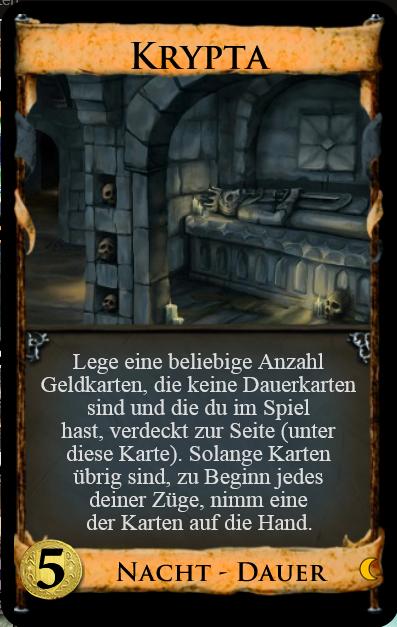 Krypta
Lege eine beliebige Anzahl
Geldkarten, die keine Dauerkarten
sind und die du im Spiel
hast, verdeckt zur Seite (unter
diese Karte). Solange Karten
übrig sind, zu Beginn jedes
deiner Züge, nimm eine
der Karten auf die Hand.
5
Nacht - Dauer